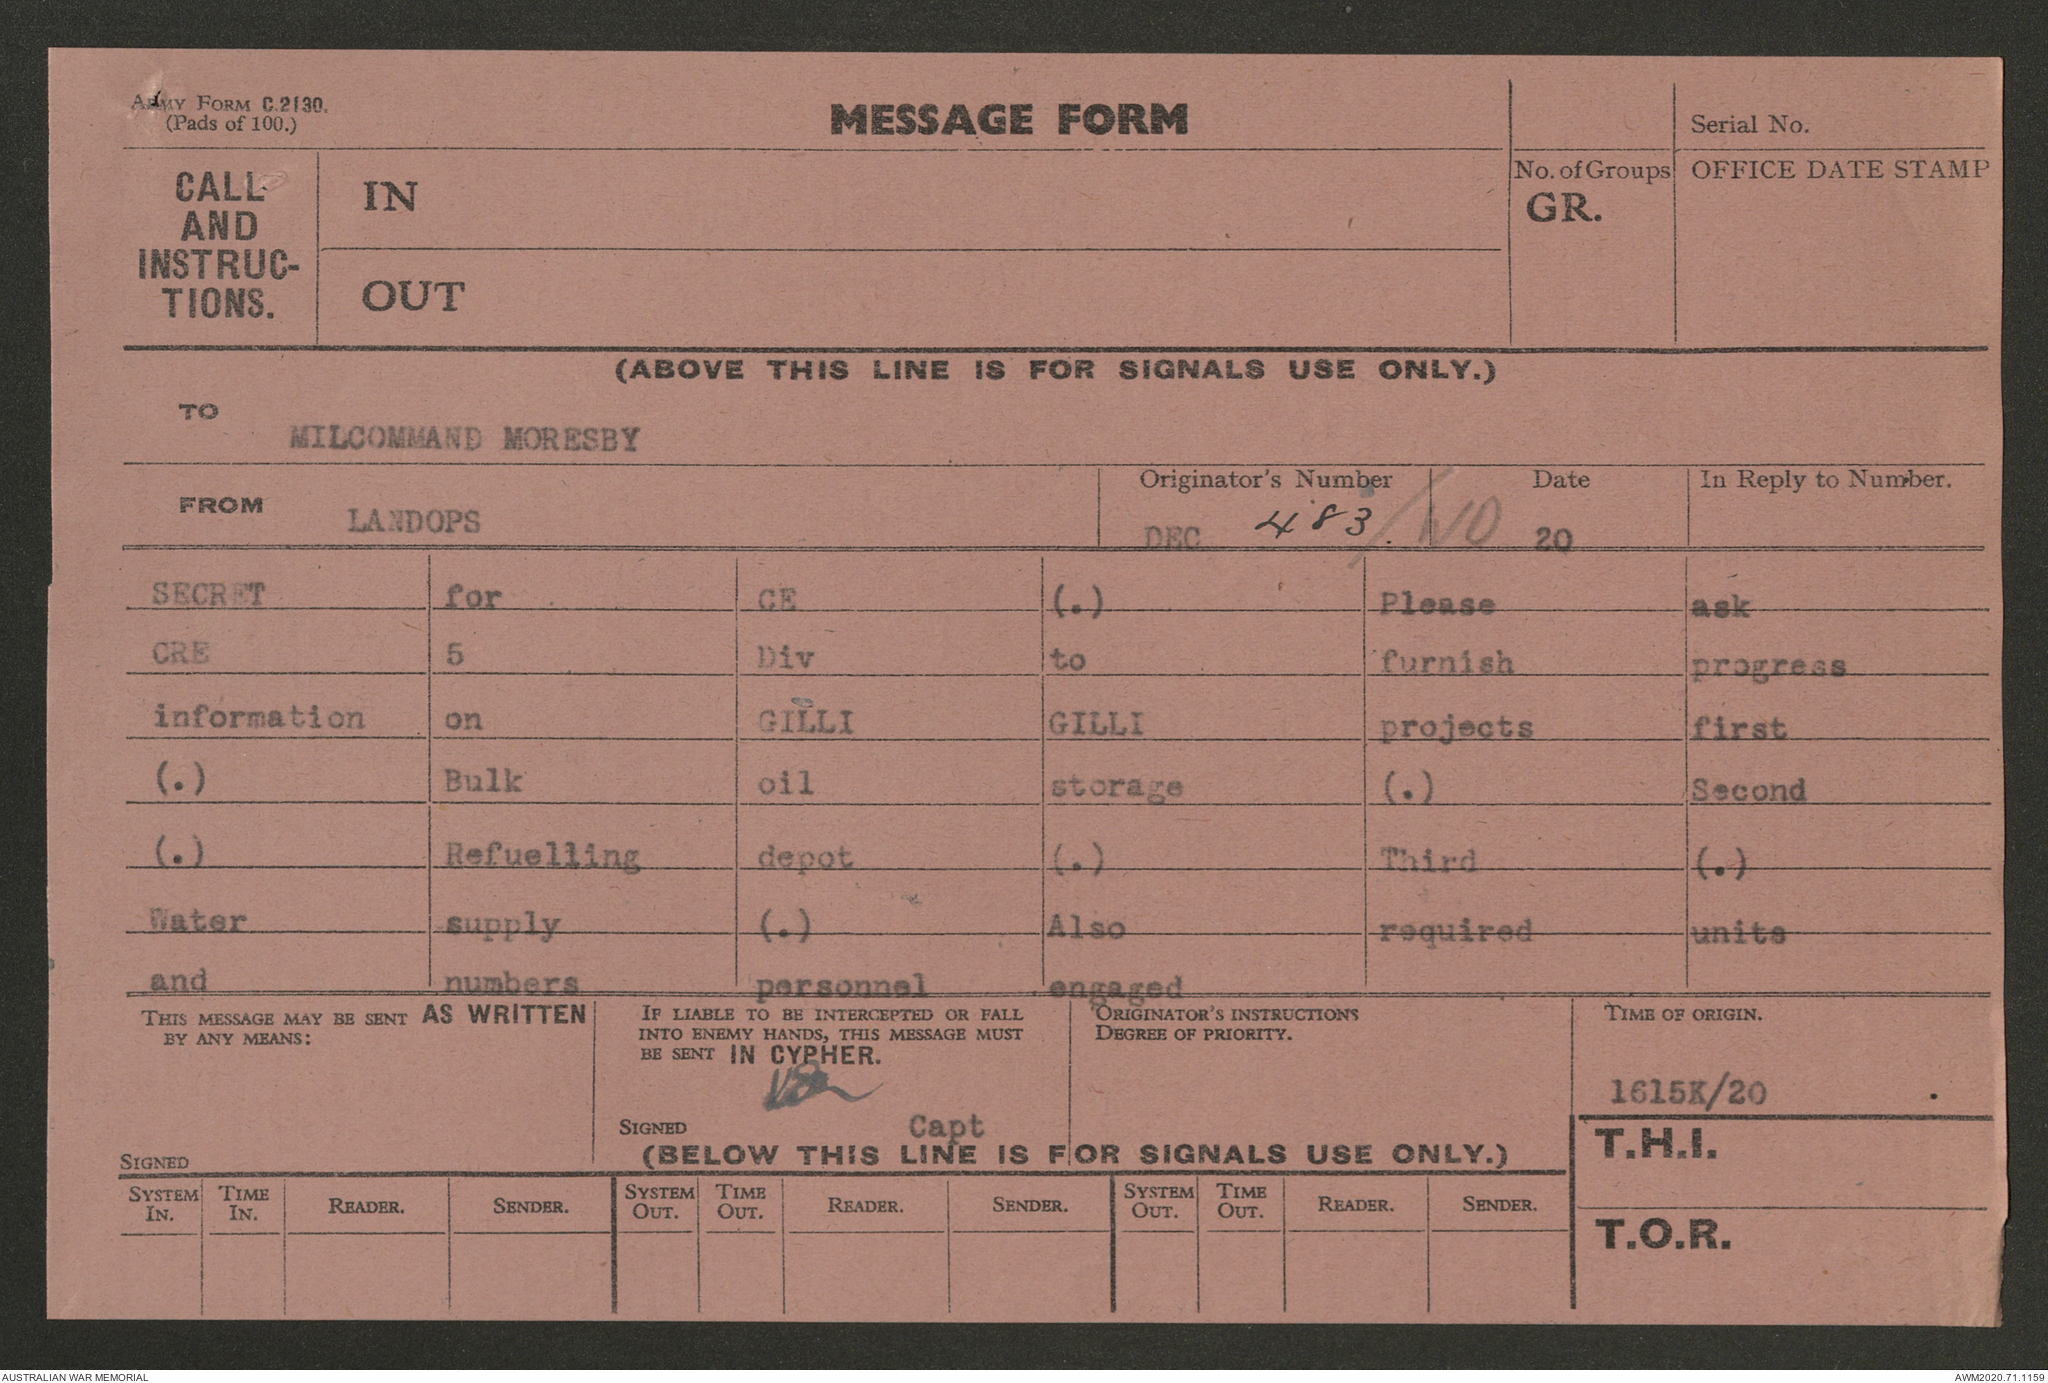 ARMY FORM C.2130.
(Pads of 100.)
MESSAGE FORM
Serial No.
CALL
AND
INSTRUC-
TIONS.
IN
OUT
No. of Groups
GR.
OFFICE DATE STAMP
(ABOVE THIS LINE IS FOR SIGNALS USE ONLY.)
TO
MILCOMMAND MORESBY
FROM
LANDOPS
Originator's Number
DEC 483 /WO
Date
20
In Reply to Number.
SECRET for CE (.) Please ask
CRE 5 Div to furnish progress
information on GILLI GILLI projects first
(.) Bulk oil storage (.) Second
(.) Refuelling depot (.) Third (.)
Water supply (.) Also required units
and numbers personnel engaged
THIS MESSAGE MAY BE SENT AS WRITTEN
BY ANY MEANS:
SIGNED
IF LIABLE TO BE INTERCEPTED OR FALL
INTO ENEMY HANDS, THIS MESSAGE MUST
BE SENT IN CYPHER.
SIGNED Capt
ORIGINATOR'S INSTRUCTIONS
DEGREE OF PRIORITY.
TIME OF ORIGIN.
1615K/20
(BELOW THIS LINE IS FOR SIGNALS USE ONLY.)
T.H.I.
T.O.R.
SYSTEM IN. TIME IN. READER. SENDER. SYSTEM OUT. TIME OUT. READER. SENDER. SYSTEM OUT. TIME OUT. READER. SENDER.
AUSTRALIAN WAR MEMORIAL
AWM2020.71.1159